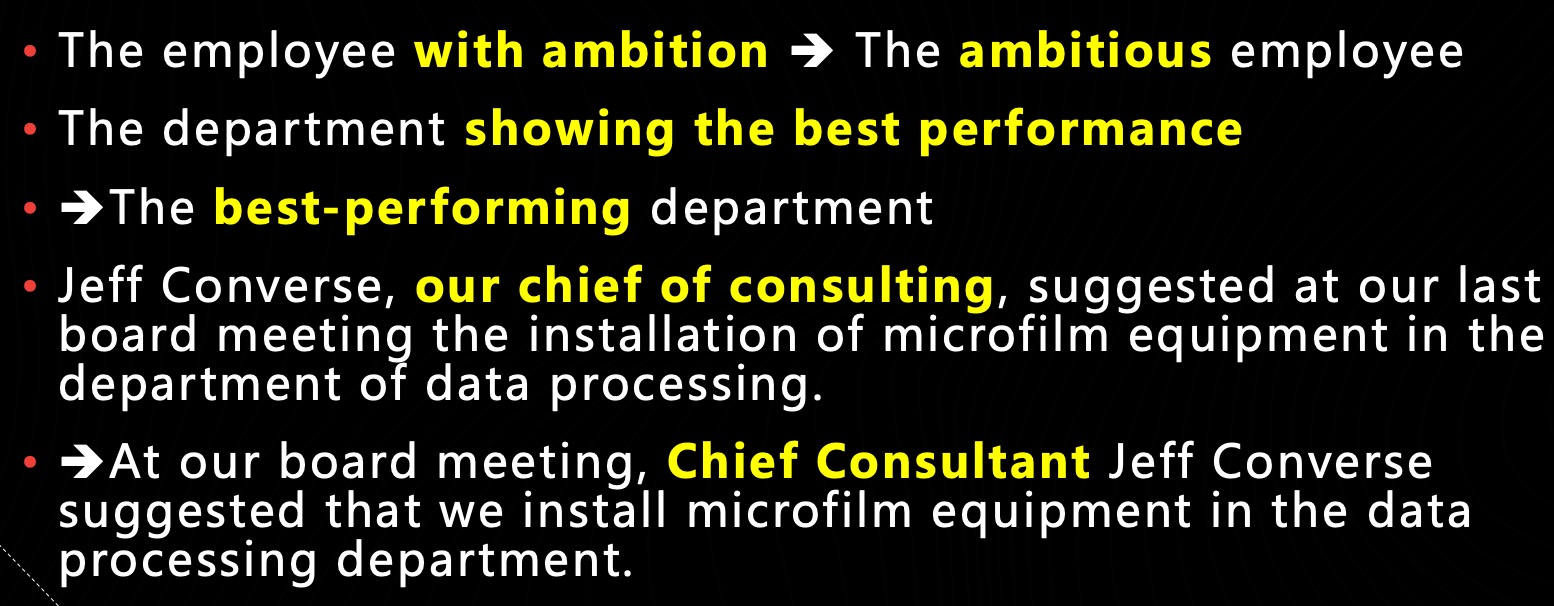 • The employee with ambition ➔ The ambitious employee
• The department showing the best performance
• ➔The best-performing department
• Jeff Converse, our chief of consulting, suggested at our last
board meeting the installation of microfilm equipment in the
department of data processing.
• ➔At our board meeting, Chief Consultant Jeff Converse
suggested that we install microfilm equipment in the data
processing department.